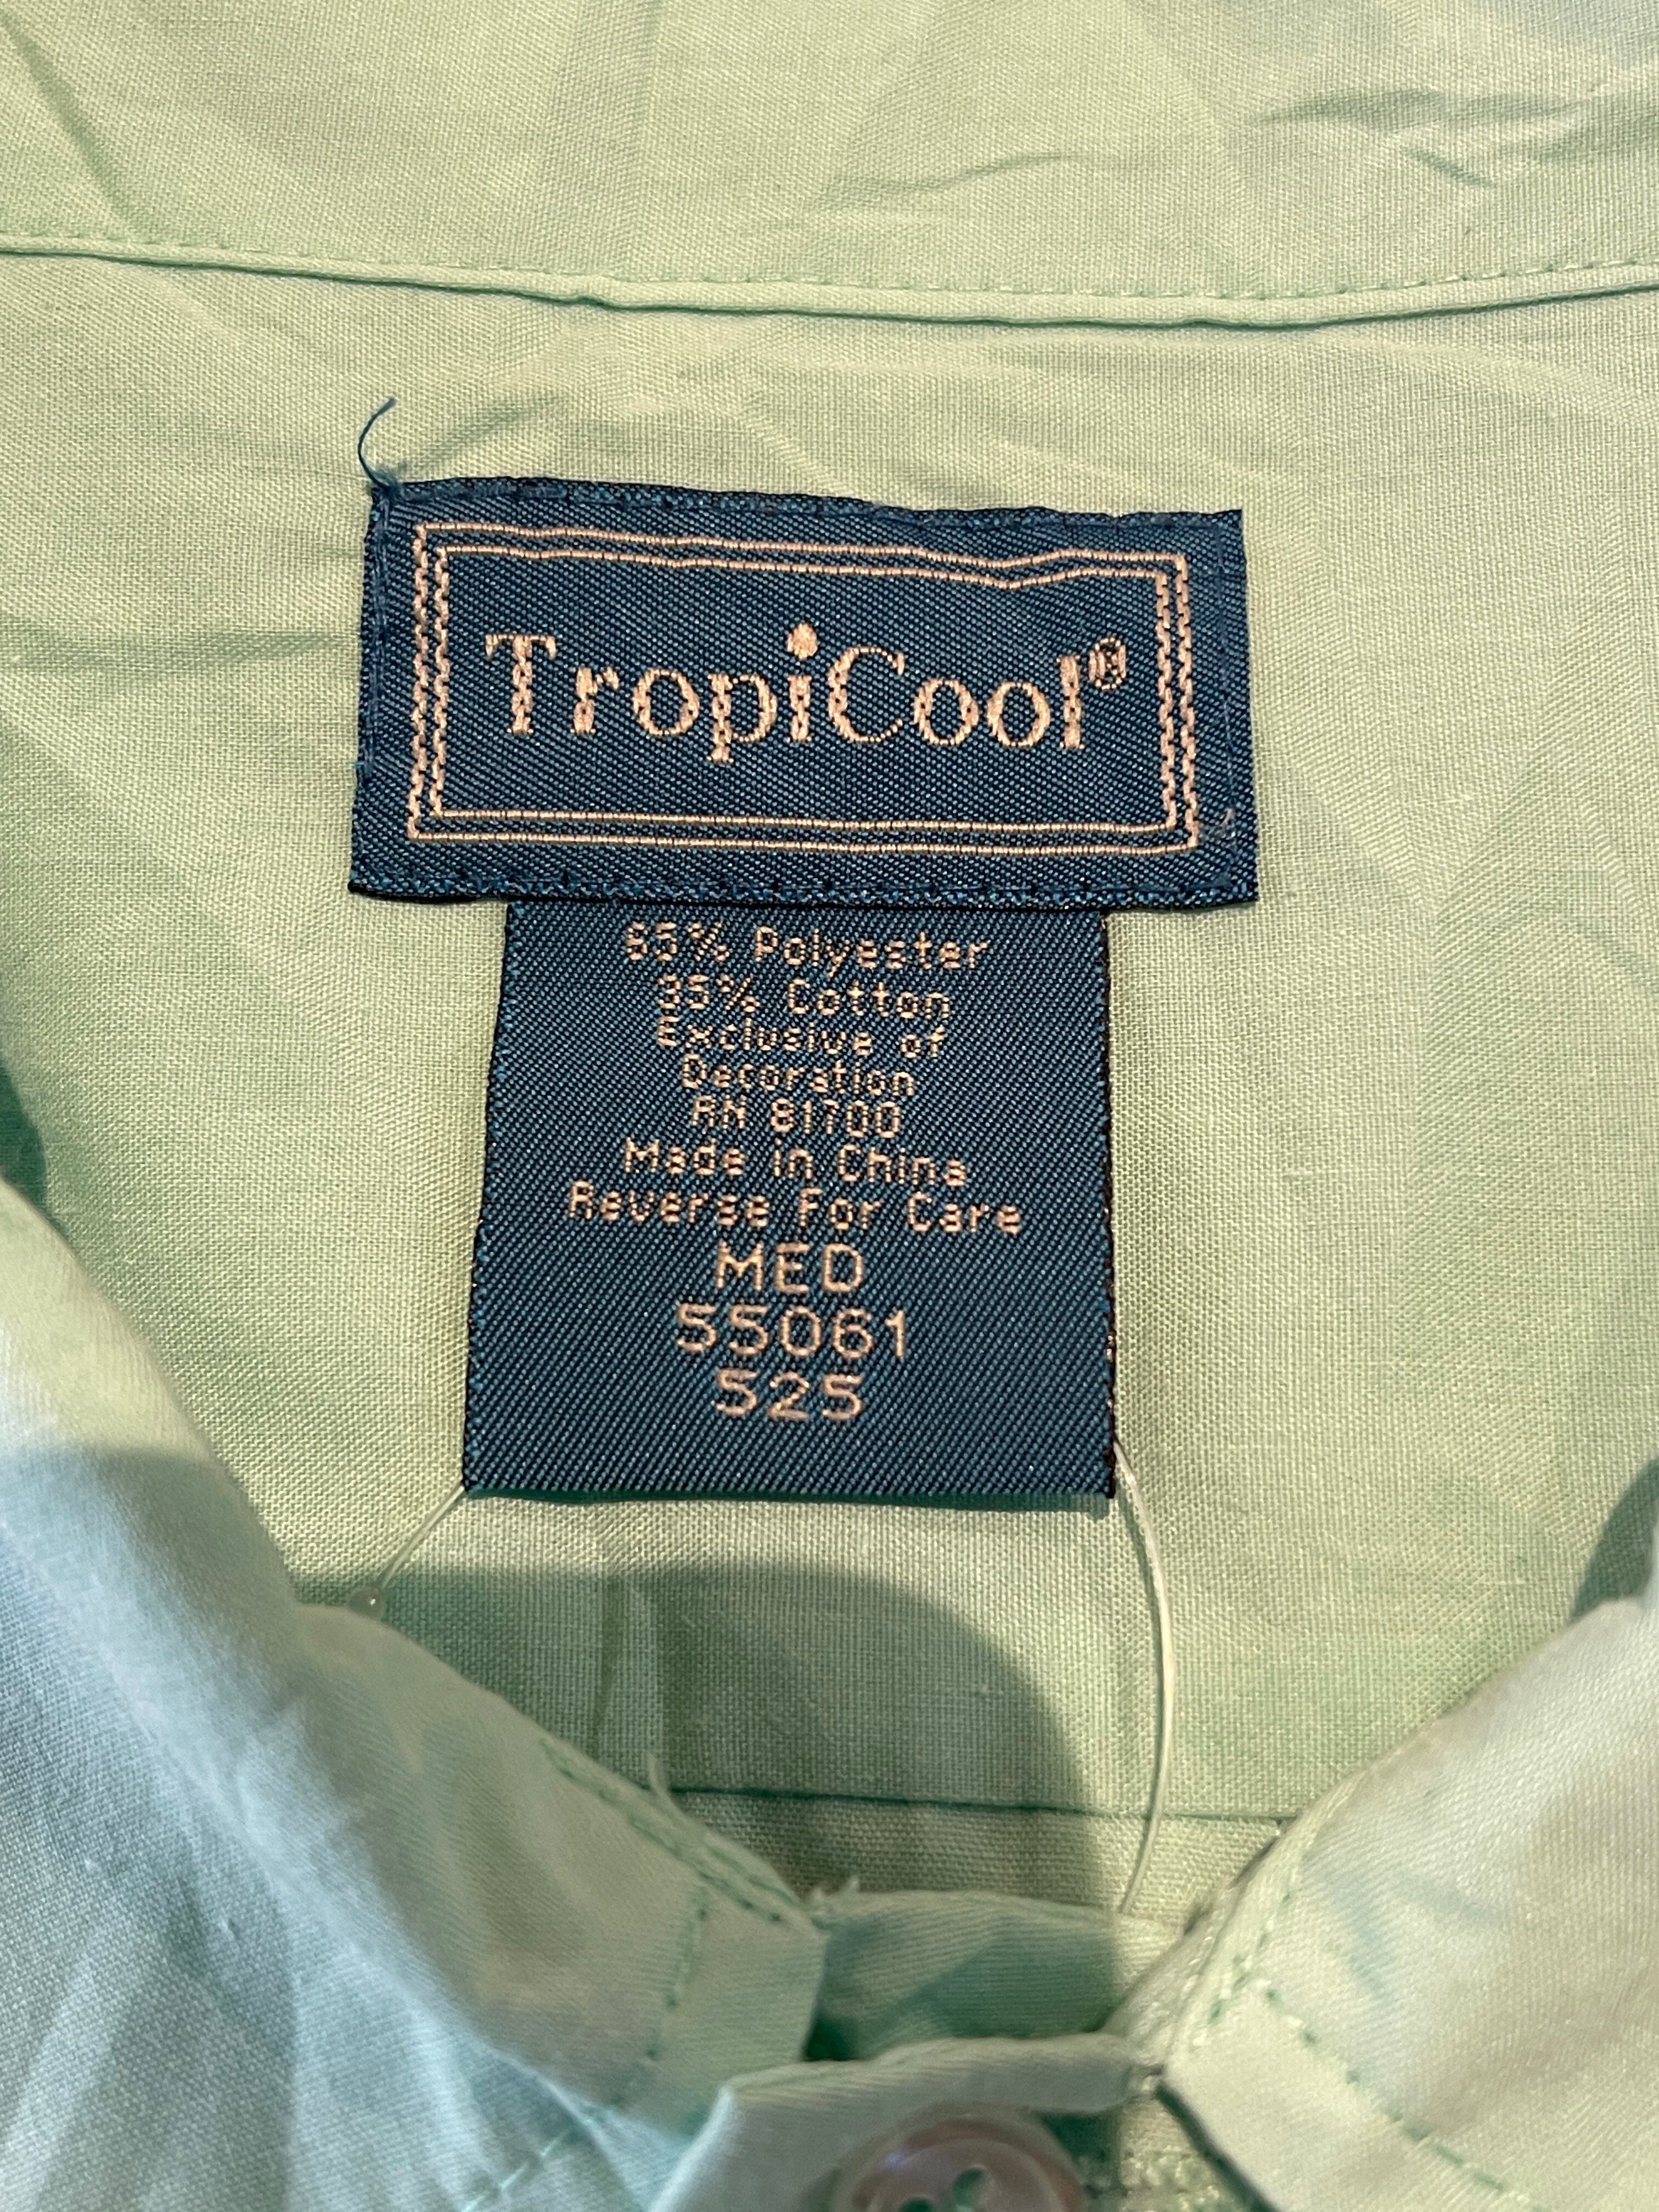 TropiCool®
65% Polyester
35% Cotton
Exclusive of
Decoration
RN 81700
Made in China
Reverse For Care
MED
55061
525